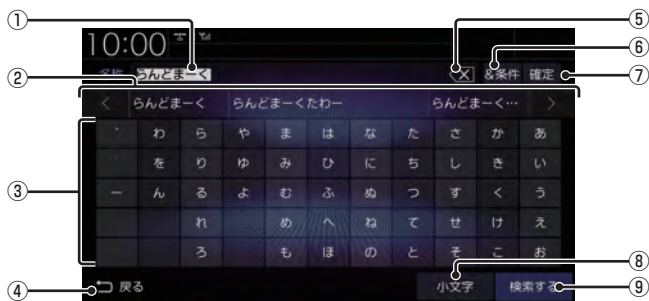 ① ⑤
⑥
10:00
名称 らんどまーく &条件 確定
② ⑦
< らんどまーく らんどまーくたわー らんどまーく… >
゛ わ ら や ま は な た さ か あ
を り ゆ み ひ に ち し き い
③ ー ん る よ む ふ ぬ つ す く う
れ め へ ね て せ け え
ろ も ほ の と そ こ お
⑧
④ 戻る 小文字 検索する ⑨